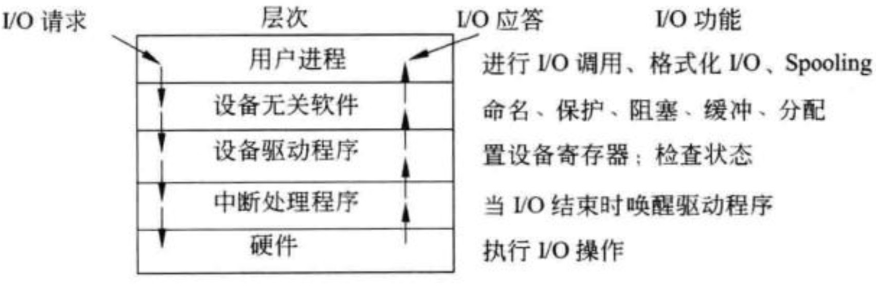 I/O 请求 层次 I/O 应答 I/O 功能
用户进程 进行 I/O 调用、格式化 I/O、Spooling
设备无关软件 命名、保护、阻塞、缓冲、分配
设备驱动程序 置设备寄存器；检查状态
中断处理程序 当 I/O 结束时唤醒驱动程序
硬件 执行 I/O 操作